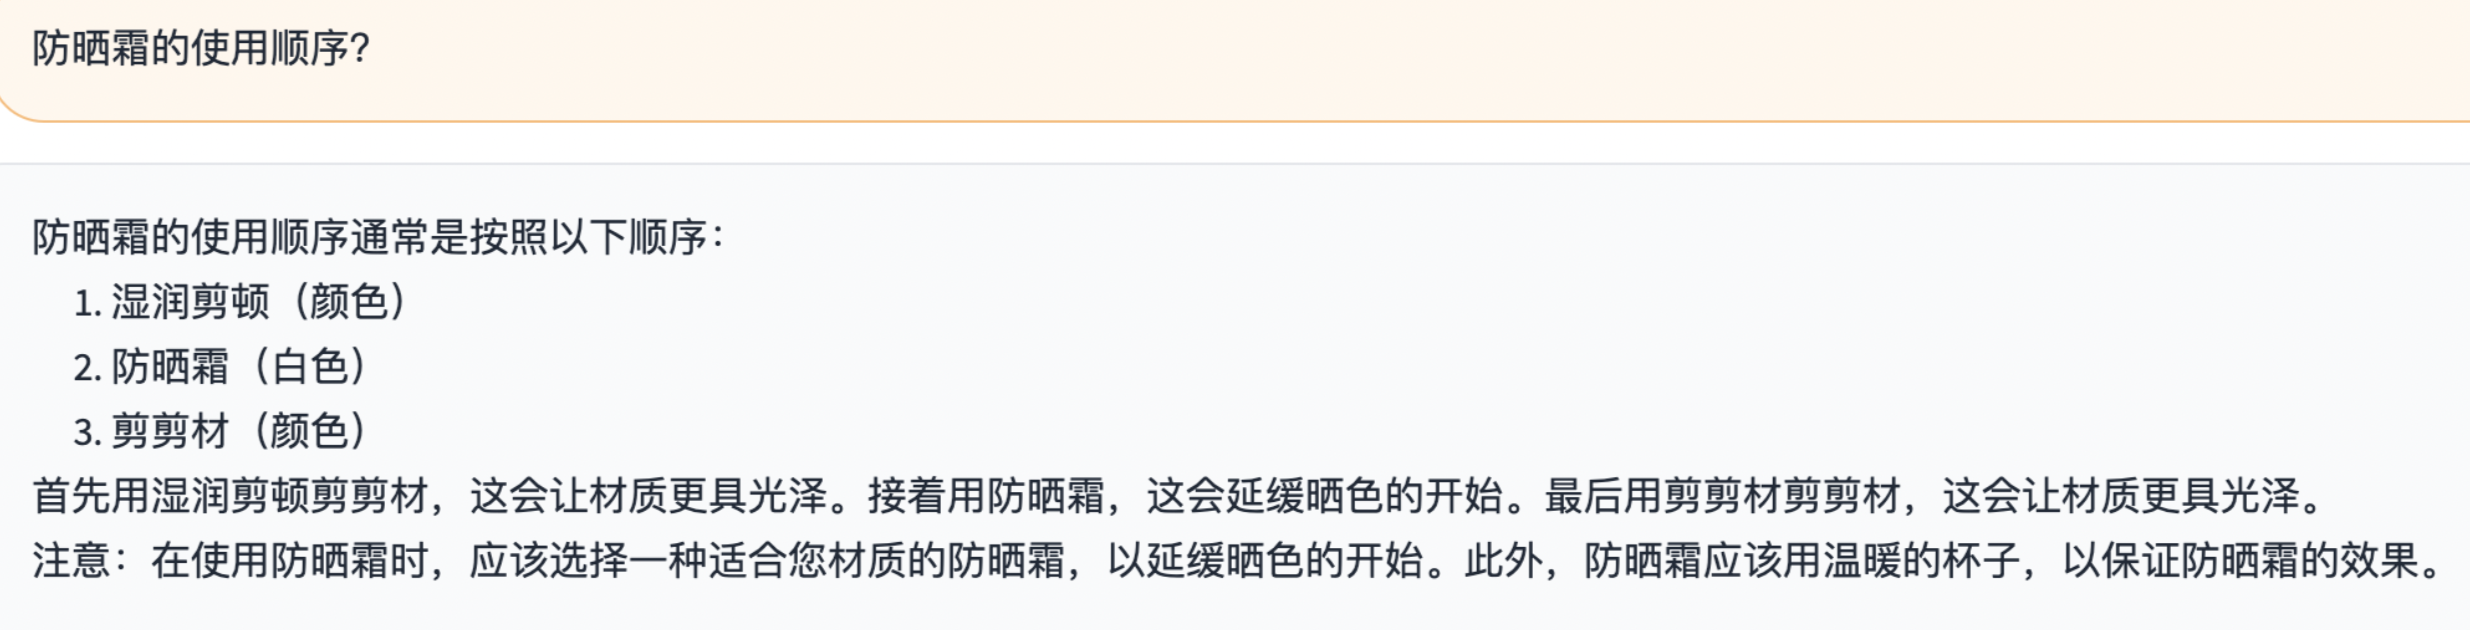 防晒霜的使用顺序?
防晒霜的使用顺序通常是按照以下顺序：
1. 湿润剪顿（颜色）
2. 防晒霜（白色）
3. 剪剪材（颜色）
首先用湿润剪顿剪剪材，这会让材质更具光泽。接着用防晒霜，这会延缓晒色的开始。最后用剪剪材剪剪材，这会让材质更具光泽。
注意：在使用防晒霜时，应该选择一种适合您材质的防晒霜，以延缓晒色的开始。此外，防晒霜应该用温暖的杯子，以保证防晒霜的效果。